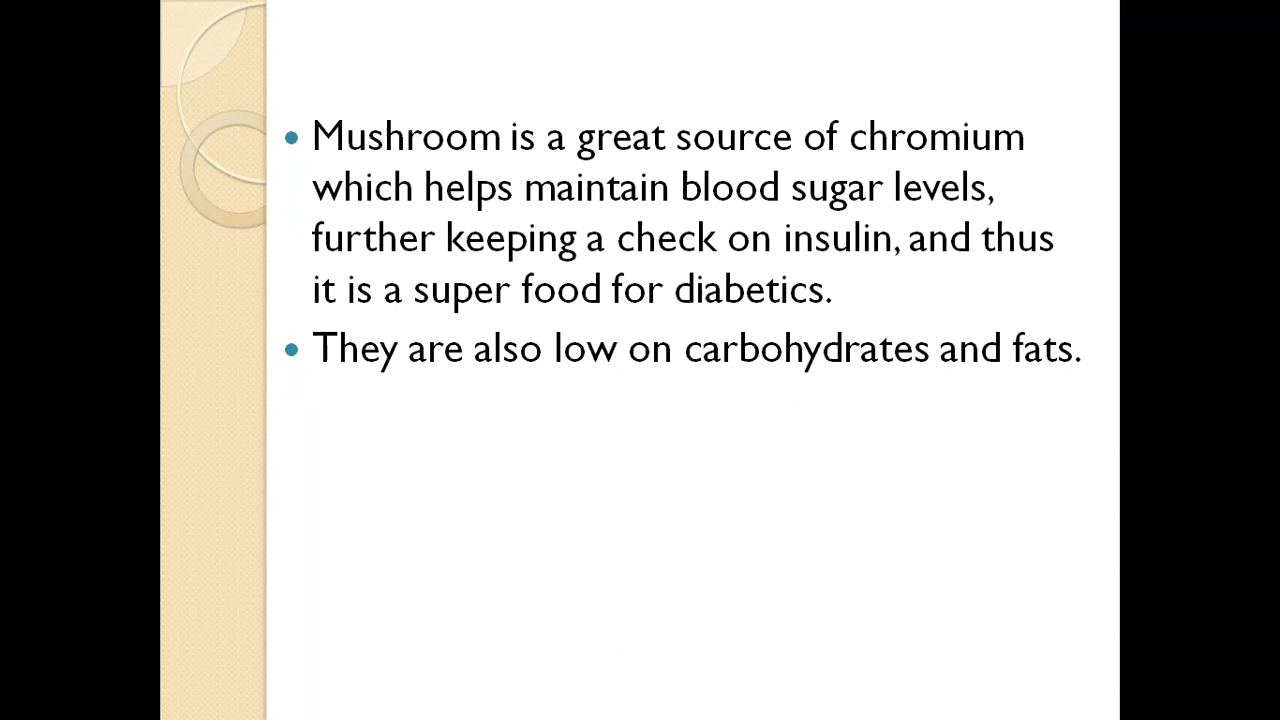 • Mushroom is a great source of chromium
which helps maintain blood sugar levels,
further keeping a check on insulin, and thus
it is a super food for diabetics.
• They are also low on carbohydrates and fats.